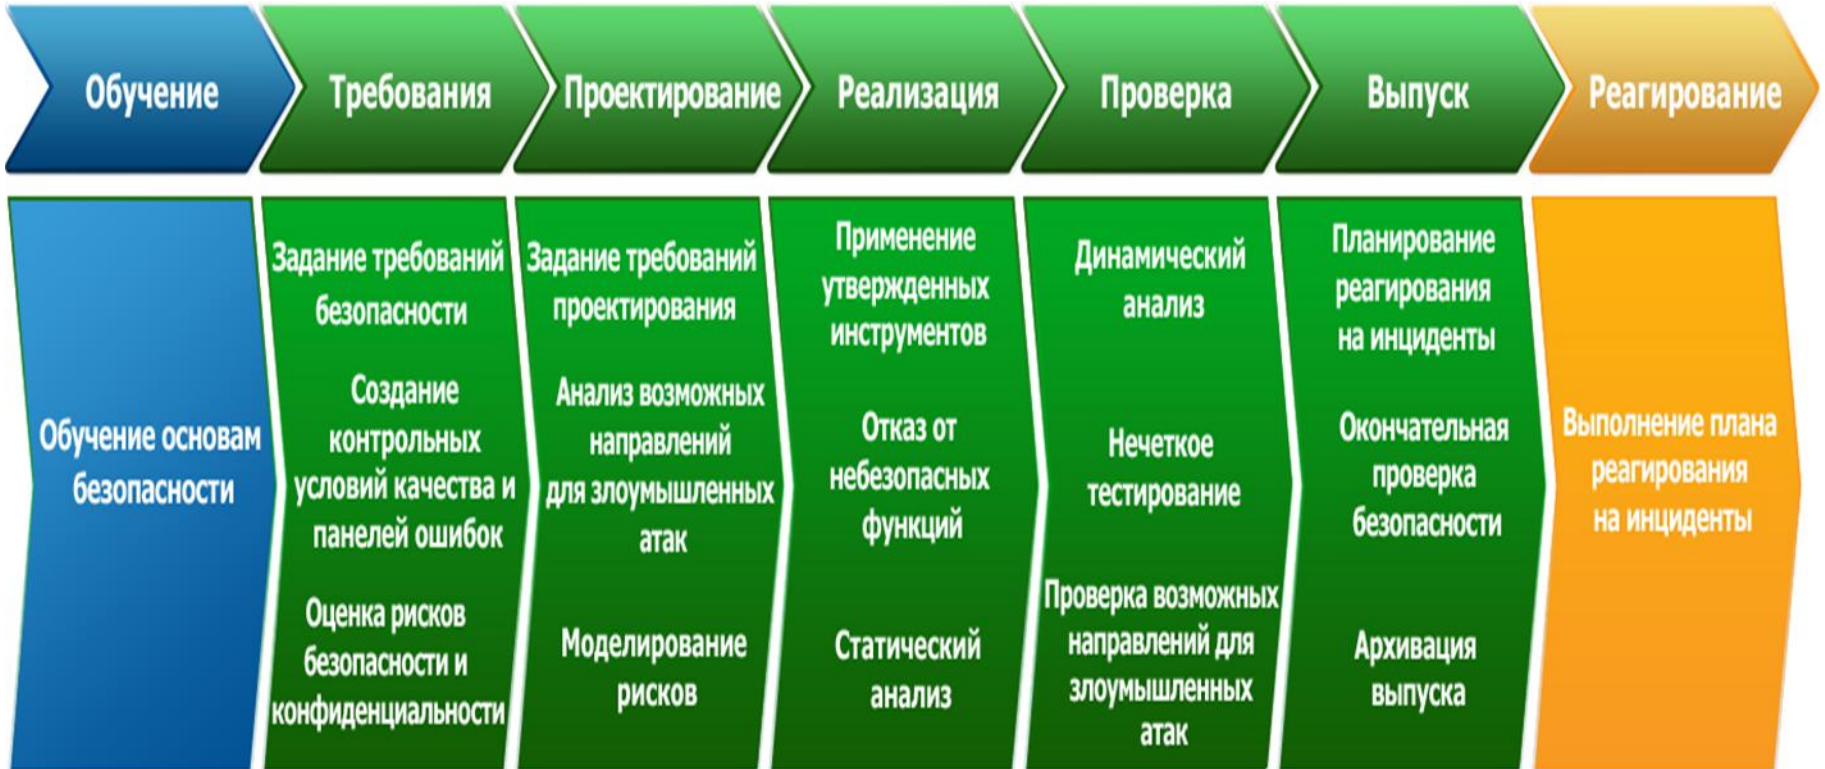 Обучение
Требования
Проектирование
Реализация
Проверка
Выпуск
Реагирование
Обучение основам
безопасности
Задание требований
безопасности
Создание
контрольных
условий качества и
панелей ошибок
Оценка рисков
безопасности и
конфиденциальности
Задание требований
проектирования
Анализ возможных
направлений
для злоумышленных
атак
Моделирование
рисков
Применение
утвержденных
инструментов
Отказ от
небезопасных
функций
Статический
анализ
Динамический
анализ
Нечеткое
тестирование
Проверка возможных
направлений для
злоумышленных
атак
Планирование
реагирования
на инциденты
Окончательная
проверка
безопасности
Архивация
выпуска
Выполнение плана
реагирования
на инциденты